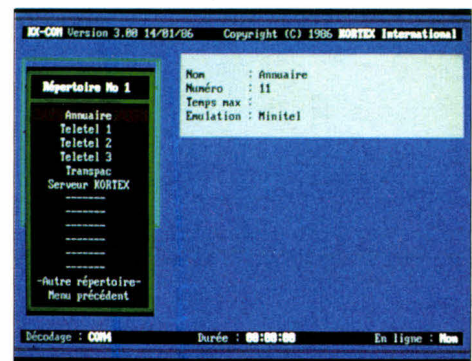 KX-COM Version 3.00 14/01/86 Copyright (C) 1986 KORTEX International
Répertoire No 1
Annuaire
Teletel 1
Teletel 2
Teletel 3
Transpac
Serveur KORTEX
-------
-------
-------
-------
-------
-------
-Autre répertoire-
Menu précédent
Nom : Annuaire
Numéro : 11
Temps max :
Emulation : Minitel
Décodage : COM4 Durée : 00:00:00 En ligne : Non